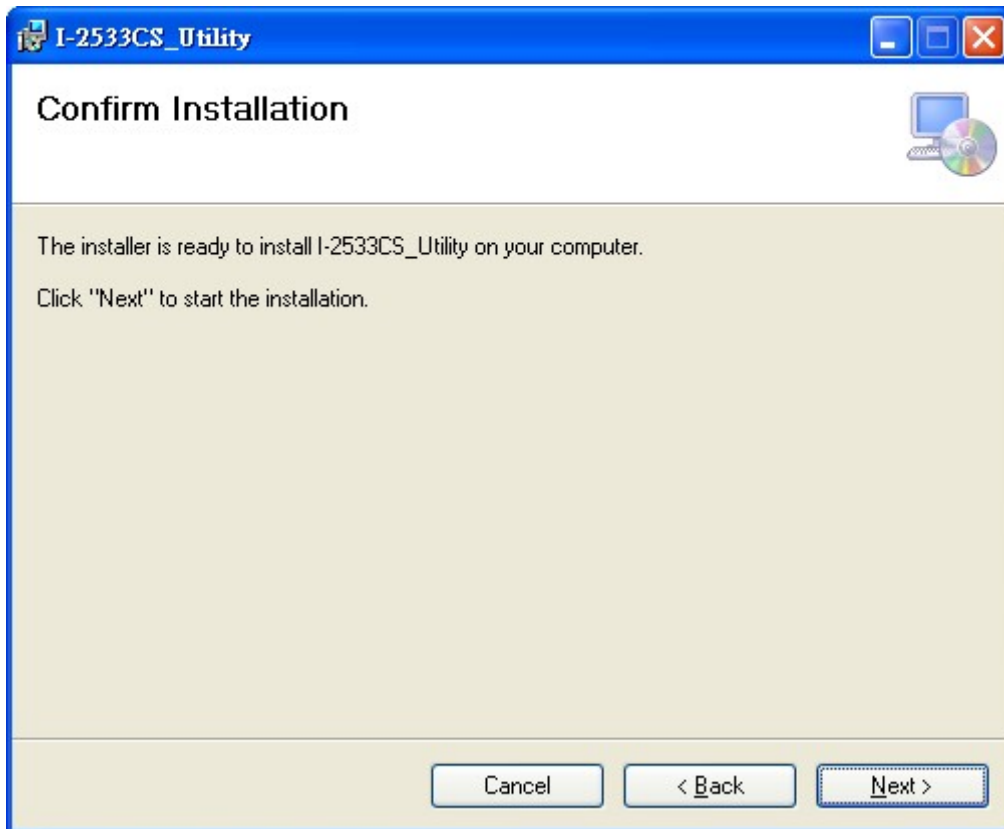 I-2533CS_Utility
Confirm Installation
The installer is ready to install I-2533CS_Utility on your computer.
Click "Next" to start the installation.
Cancel
< Back
Next >